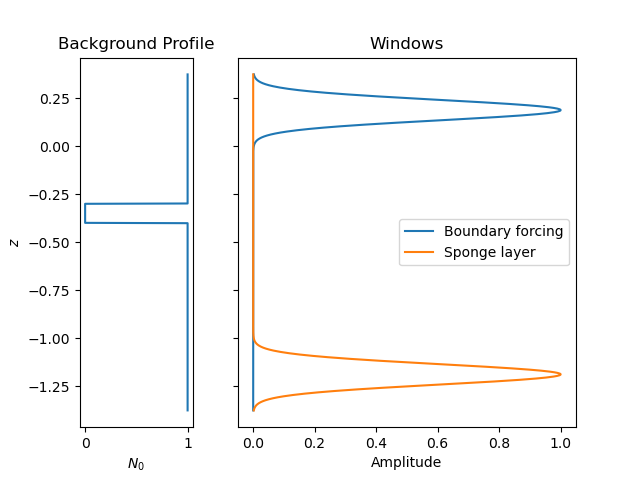 Background Profile
Windows
0.25
0.00
−0.25
−0.50
−0.75
−1.00
−1.25
z
0
1
N₀
Boundary forcing
Sponge layer
0.0
0.2
0.4
0.6
0.8
1.0
Amplitude